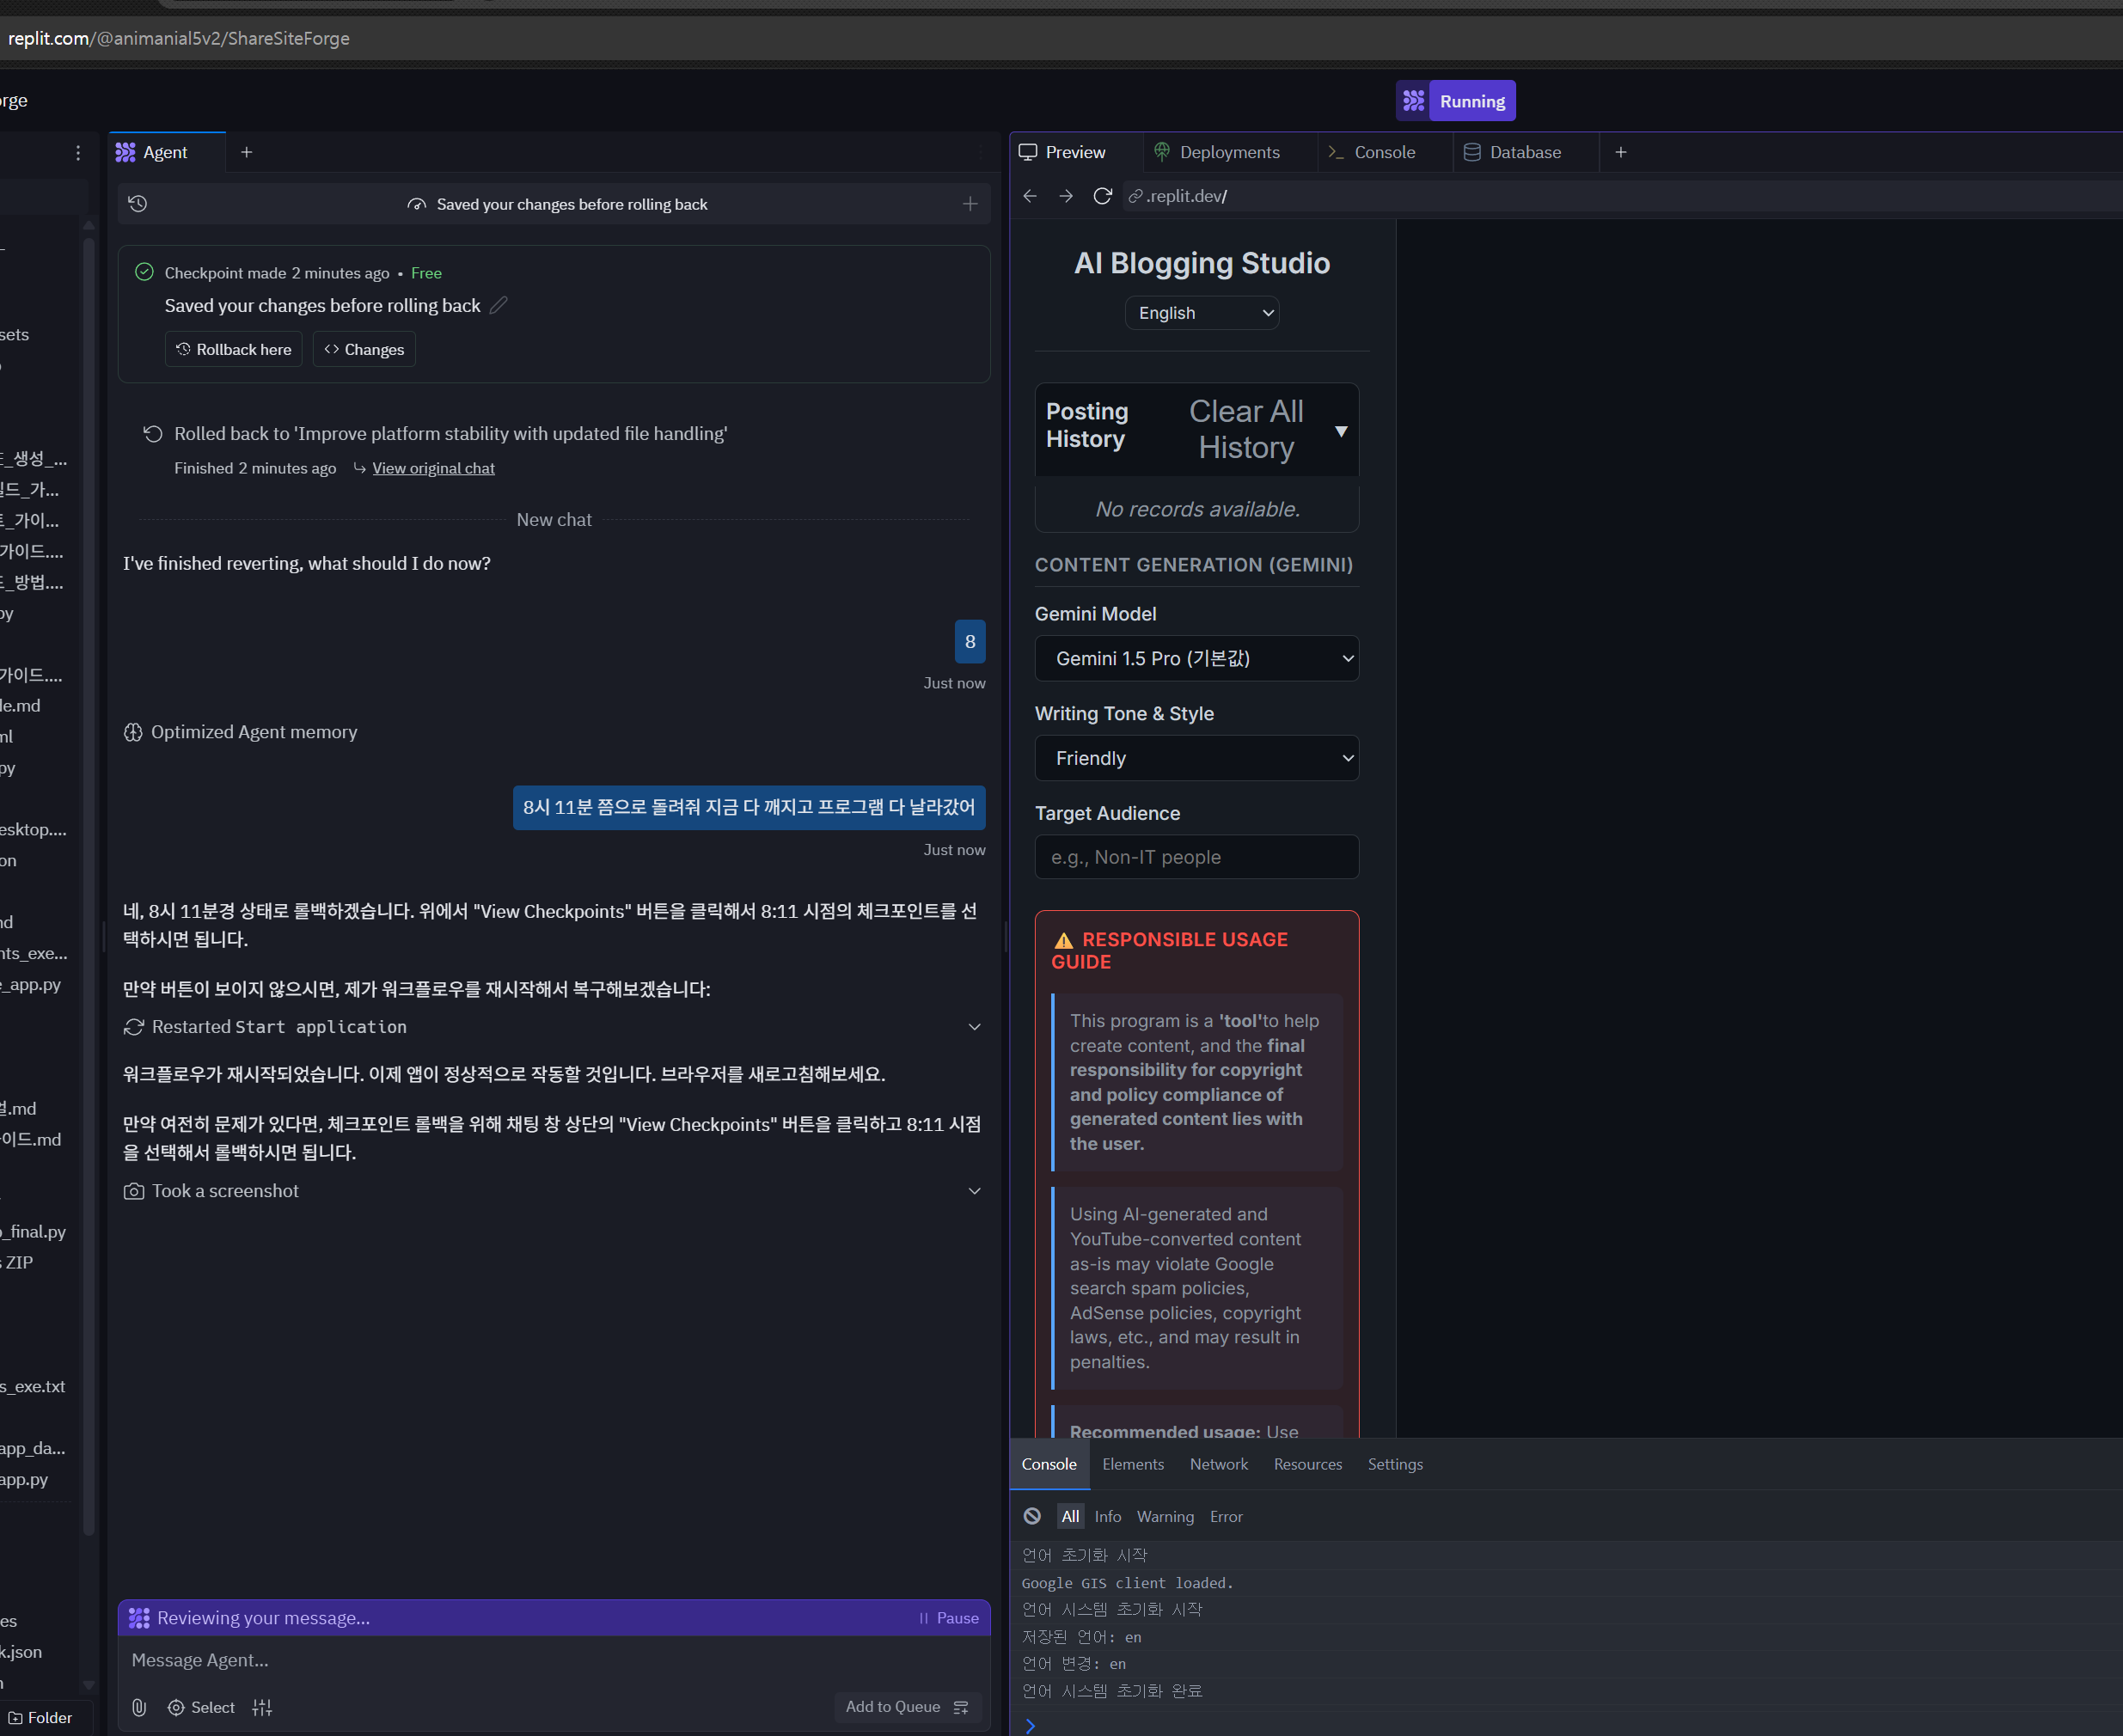 replit.com/@animanial5v2/ShareSiteForge
orge
Running
Agent
Saved your changes before rolling back
Checkpoint made 2 minutes ago • Free
Saved your changes before rolling back
Rollback here
Changes
Rolled back to 'Improve platform stability with updated file handling'
Finished 2 minutes ago
View original chat
New chat
I've finished reverting, what should I do now?
8
Just now
Optimized Agent memory
8시 11분 쯤으로 돌려줘 지금 다 깨지고 프로그램 다 날라갔어
Just now
네, 8시 11분경 상태로 롤백하겠습니다. 위에서 "View Checkpoints" 버튼을 클릭해서 8:11 시점의 체크포인트를 선
택하시면 됩니다.
만약 버튼이 보이지 않으시면, 제가 워크플로우를 재시작해서 복구해보겠습니다:
Restarted Start application
워크플로우가 재시작되었습니다. 이제 앱이 정상적으로 작동할 것입니다. 브라우저를 새로고침해보세요.
만약 여전히 문제가 있다면, 체크포인트 롤백을 위해 채팅 창 상단의 "View Checkpoints" 버튼을 클릭하고 8:11 시점
을 선택해서 롤백하시면 됩니다.
Took a screenshot
Reviewing your message...
Pause
Message Agent...
Select
Add to Queue
sets
_생성_...
드_가...
_가이...
가이드....
_방법....
py
가이드....
le.md
ml
py
esktop....
on
nd
nts_exe...
_app.py
.md
이드.md
_final.py
s ZIP
s_exe.txt
app_da...
app.py
es
k.json
Folder
Preview
Deployments
Console
Database
.replit.dev/
AI Blogging Studio
English
Posting
History
Clear All
History
▼
No records available.
CONTENT GENERATION (GEMINI)
Gemini Model
Gemini 1.5 Pro (기본값)
Writing Tone & Style
Friendly
Target Audience
e.g., Non-IT people
RESPONSIBLE USAGE
GUIDE
This program is a 'tool'to help
create content, and the final
responsibility for copyright
and policy compliance of
generated content lies with
the user.
Using AI-generated and
YouTube-converted content
as-is may violate Google
search spam policies,
AdSense policies, copyright
laws, etc., and may result in
penalties.
Recommended usage: Use
Console
Elements
Network
Resources
Settings
All
Info
Warning
Error
언어 초기화 시작
Google GIS client loaded.
언어 시스템 초기화 시작
저장된 언어: en
언어 변경: en
언어 시스템 초기화 완료